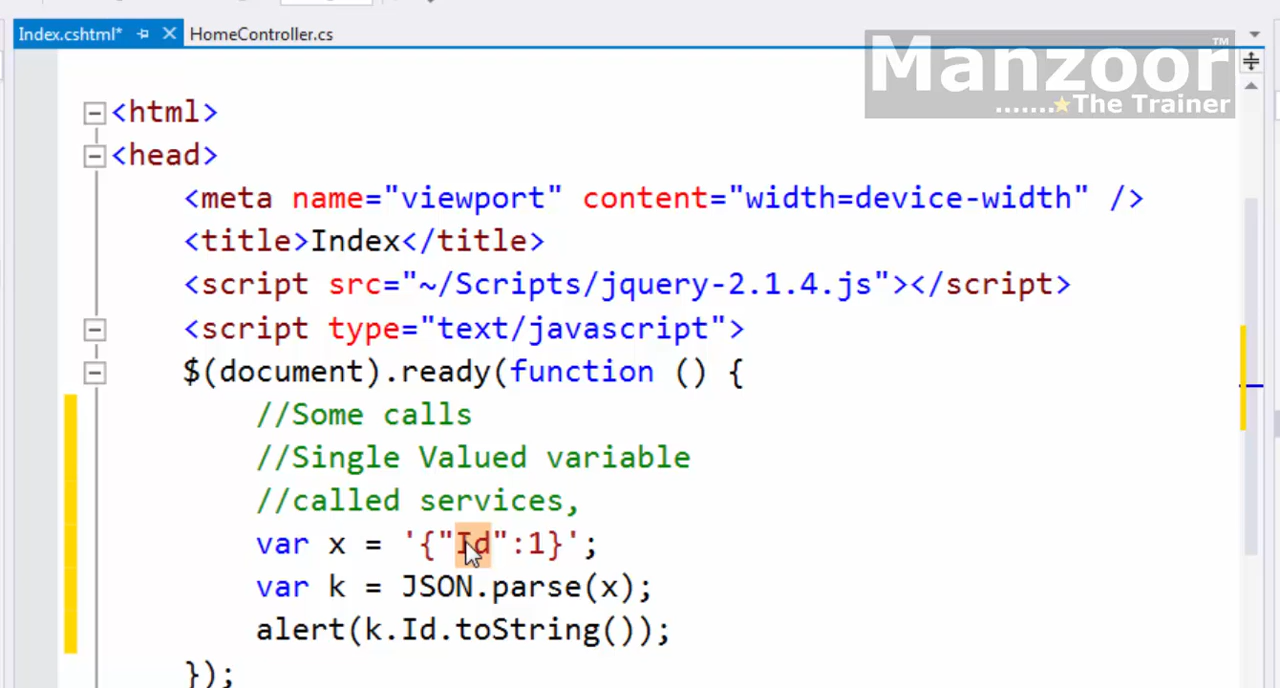 Index.cshtml* HomeController.cs
Manzoor™
.......★The Trainer
<html>
<head>
<meta name="viewport" content="width=device-width" />
<title>Index</title>
<script src="~/Scripts/jquery-2.1.4.js"></script>
<script type="text/javascript">
$(document).ready(function () {
//Some calls
//Single Valued variable
//called services,
var x = '{"Id":1}';
var k = JSON.parse(x);
alert(k.Id.toString());
});